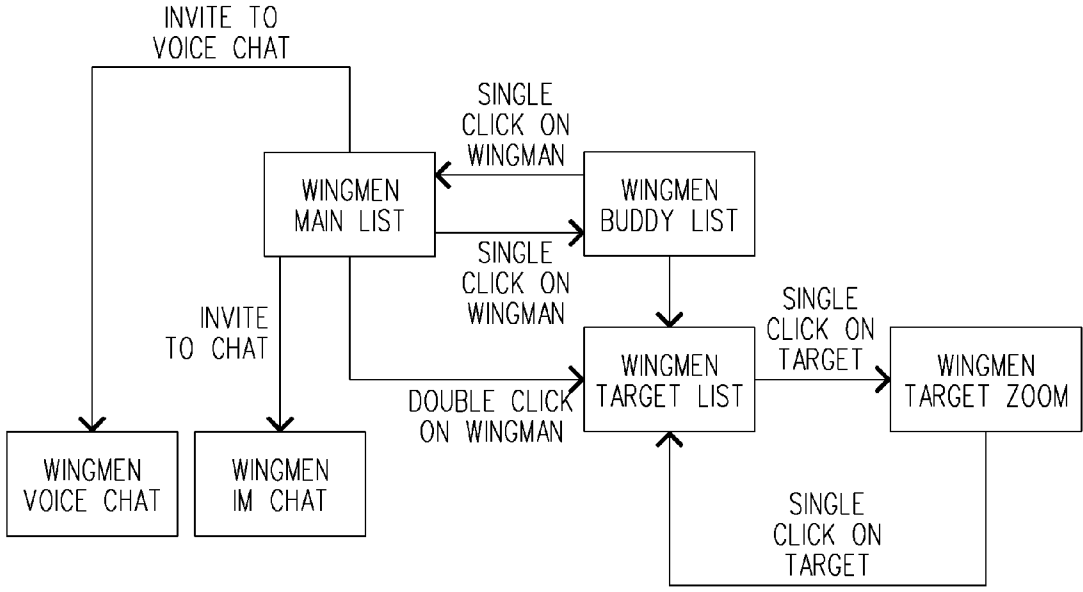 INVITE TO
VOICE CHAT
SINGLE
CLICK ON
WINGMAN
WINGMEN
MAIN LIST
WINGMEN
BUDDY LIST
SINGLE
CLICK ON
WINGMAN
INVITE
TO CHAT
DOUBLE CLICK
ON WINGMAN
WINGMEN
TARGET LIST
SINGLE
CLICK ON
TARGET
WINGMEN
TARGET ZOOM
WINGMEN
VOICE CHAT
WINGMEN
IM CHAT
SINGLE
CLICK ON
TARGET